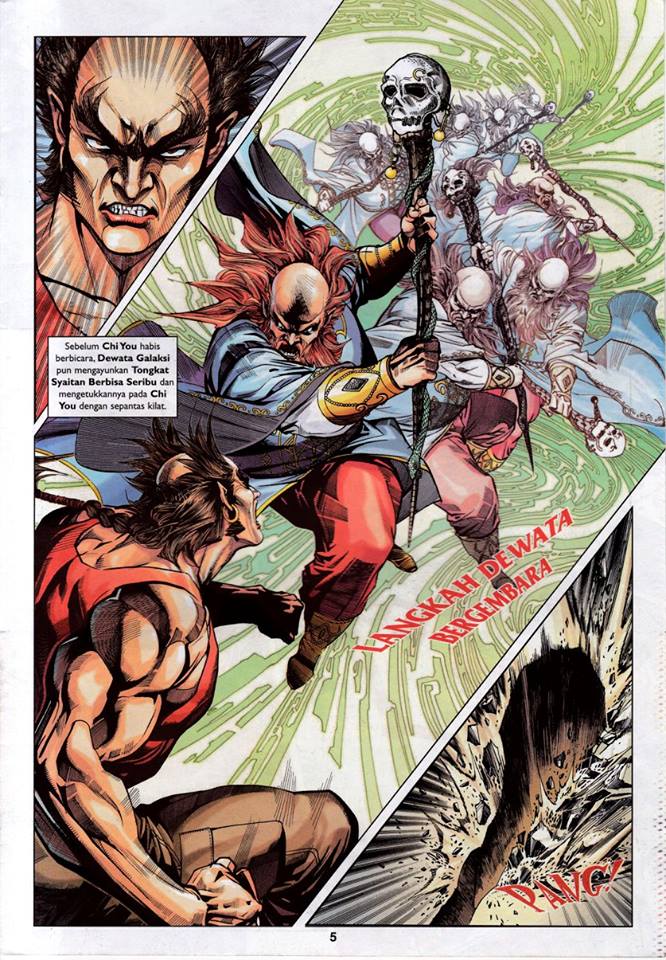 Sebelum Chi You habis
berbicara, Dewata Galaksi
pun mengayunkan Tongkat
Syaitan Berbisa Seribu dan
mengetukkannya pada Chi
You dengan sepantas kilat.
LANGKAH DEWATA
BERGEMBARA
PANG!
5